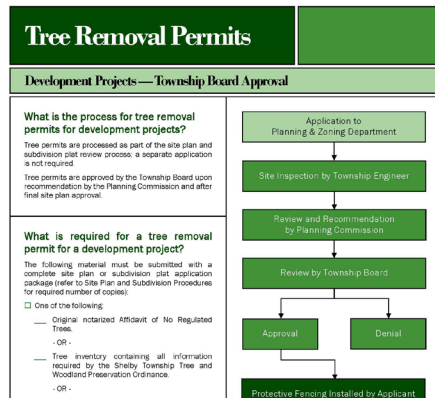 Tree Removal Permits
Development Projects — Township Board Approval
What is the process for tree removal
permits for development projects?
Tree permits are processed as part of the site plan and
subdivision plat review process; a separate application
is not required.
Tree permits are approved by the Township Board upon
recommendation by the Planning Commission and after
final site plan approval.
What is required for a tree removal
permit for a development project?
The following material must be submitted with a
complete site plan or subdivision plat application
package (refer to Site Plan and Subdivision Procedures
for required number of copies):
One of the following:
Original notarized Affidavit of No Regulated
Trees.
- OR -
Tree inventory containing all information
required by the Shelby Township Tree and
Woodland Preservation Ordinance.
- OR -
Application to
Planning & Zoning Department
Site Inspection by Township Engineer
Review and Recommendation
by Planning Commission
Review by Township Board
Approval
Denial
Protective Fencing Installed by Applicant